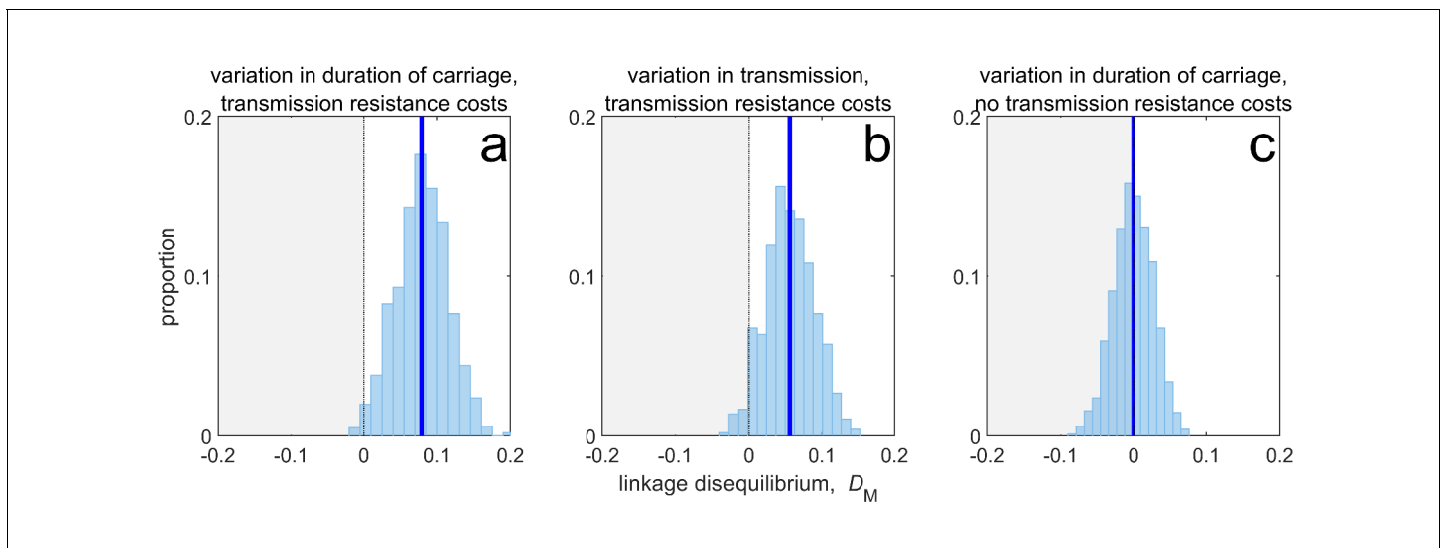 variation in duration of carriage,
transmission resistance costs
variation in transmission,
transmission resistance costs
variation in duration of carriage,
no transmission resistance costs
a
b
c
0.2
0.1
0
-0.2
-0.1
0
0.1
0.2
proportion
0.2
0.1
0
-0.2
-0.1
0
0.1
0.2
0.2
0.1
0
-0.2
-0.1
0
0.1
0.2
linkage disequilibrium, D_M